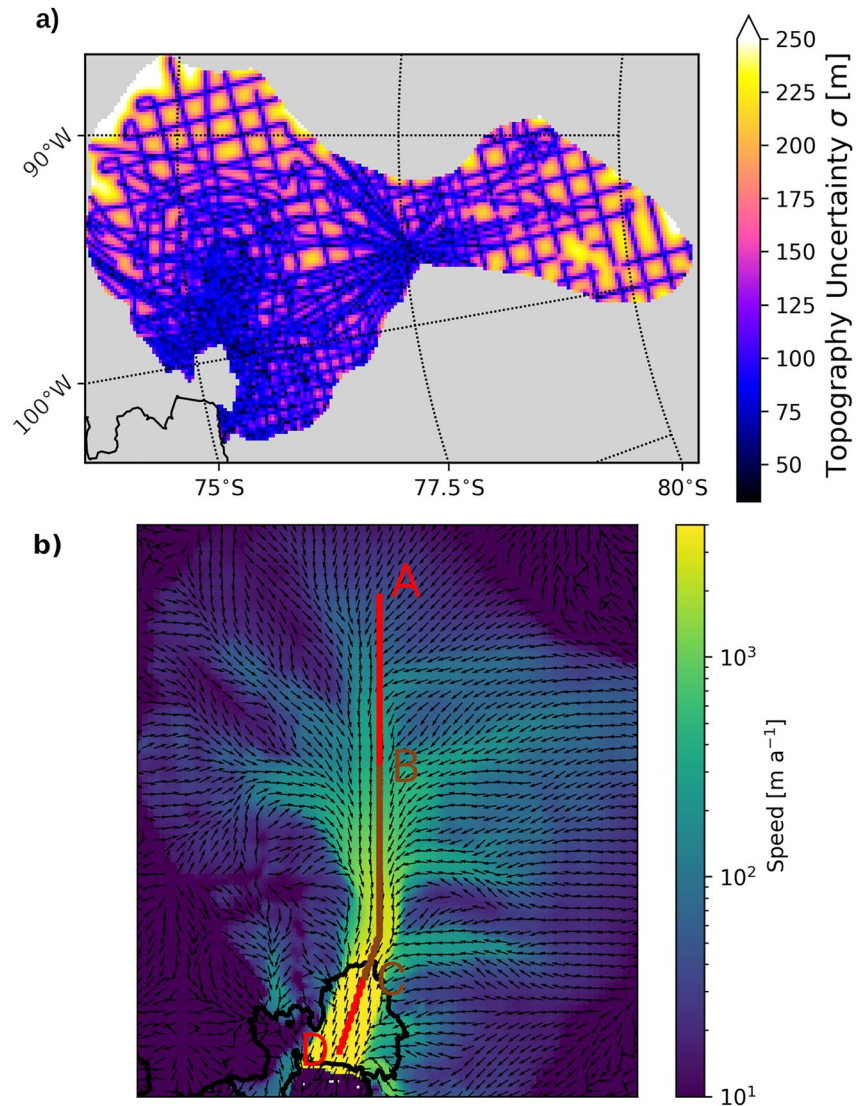 a)
250
225
200
175
150
125
100
75
50
Topography Uncertainty σ [m]
90°W
100°W
75°S
77.5°S
80°S
b)
A
B
C
D
10³
10²
10¹
Speed [m a⁻¹]